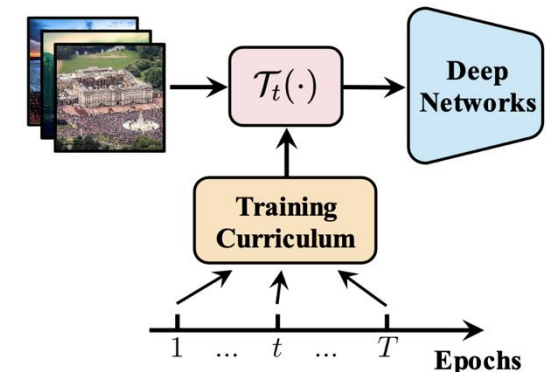 𝒯ₜ(·)
Deep
Networks
Training
Curriculum
1 ... t ... T
Epochs